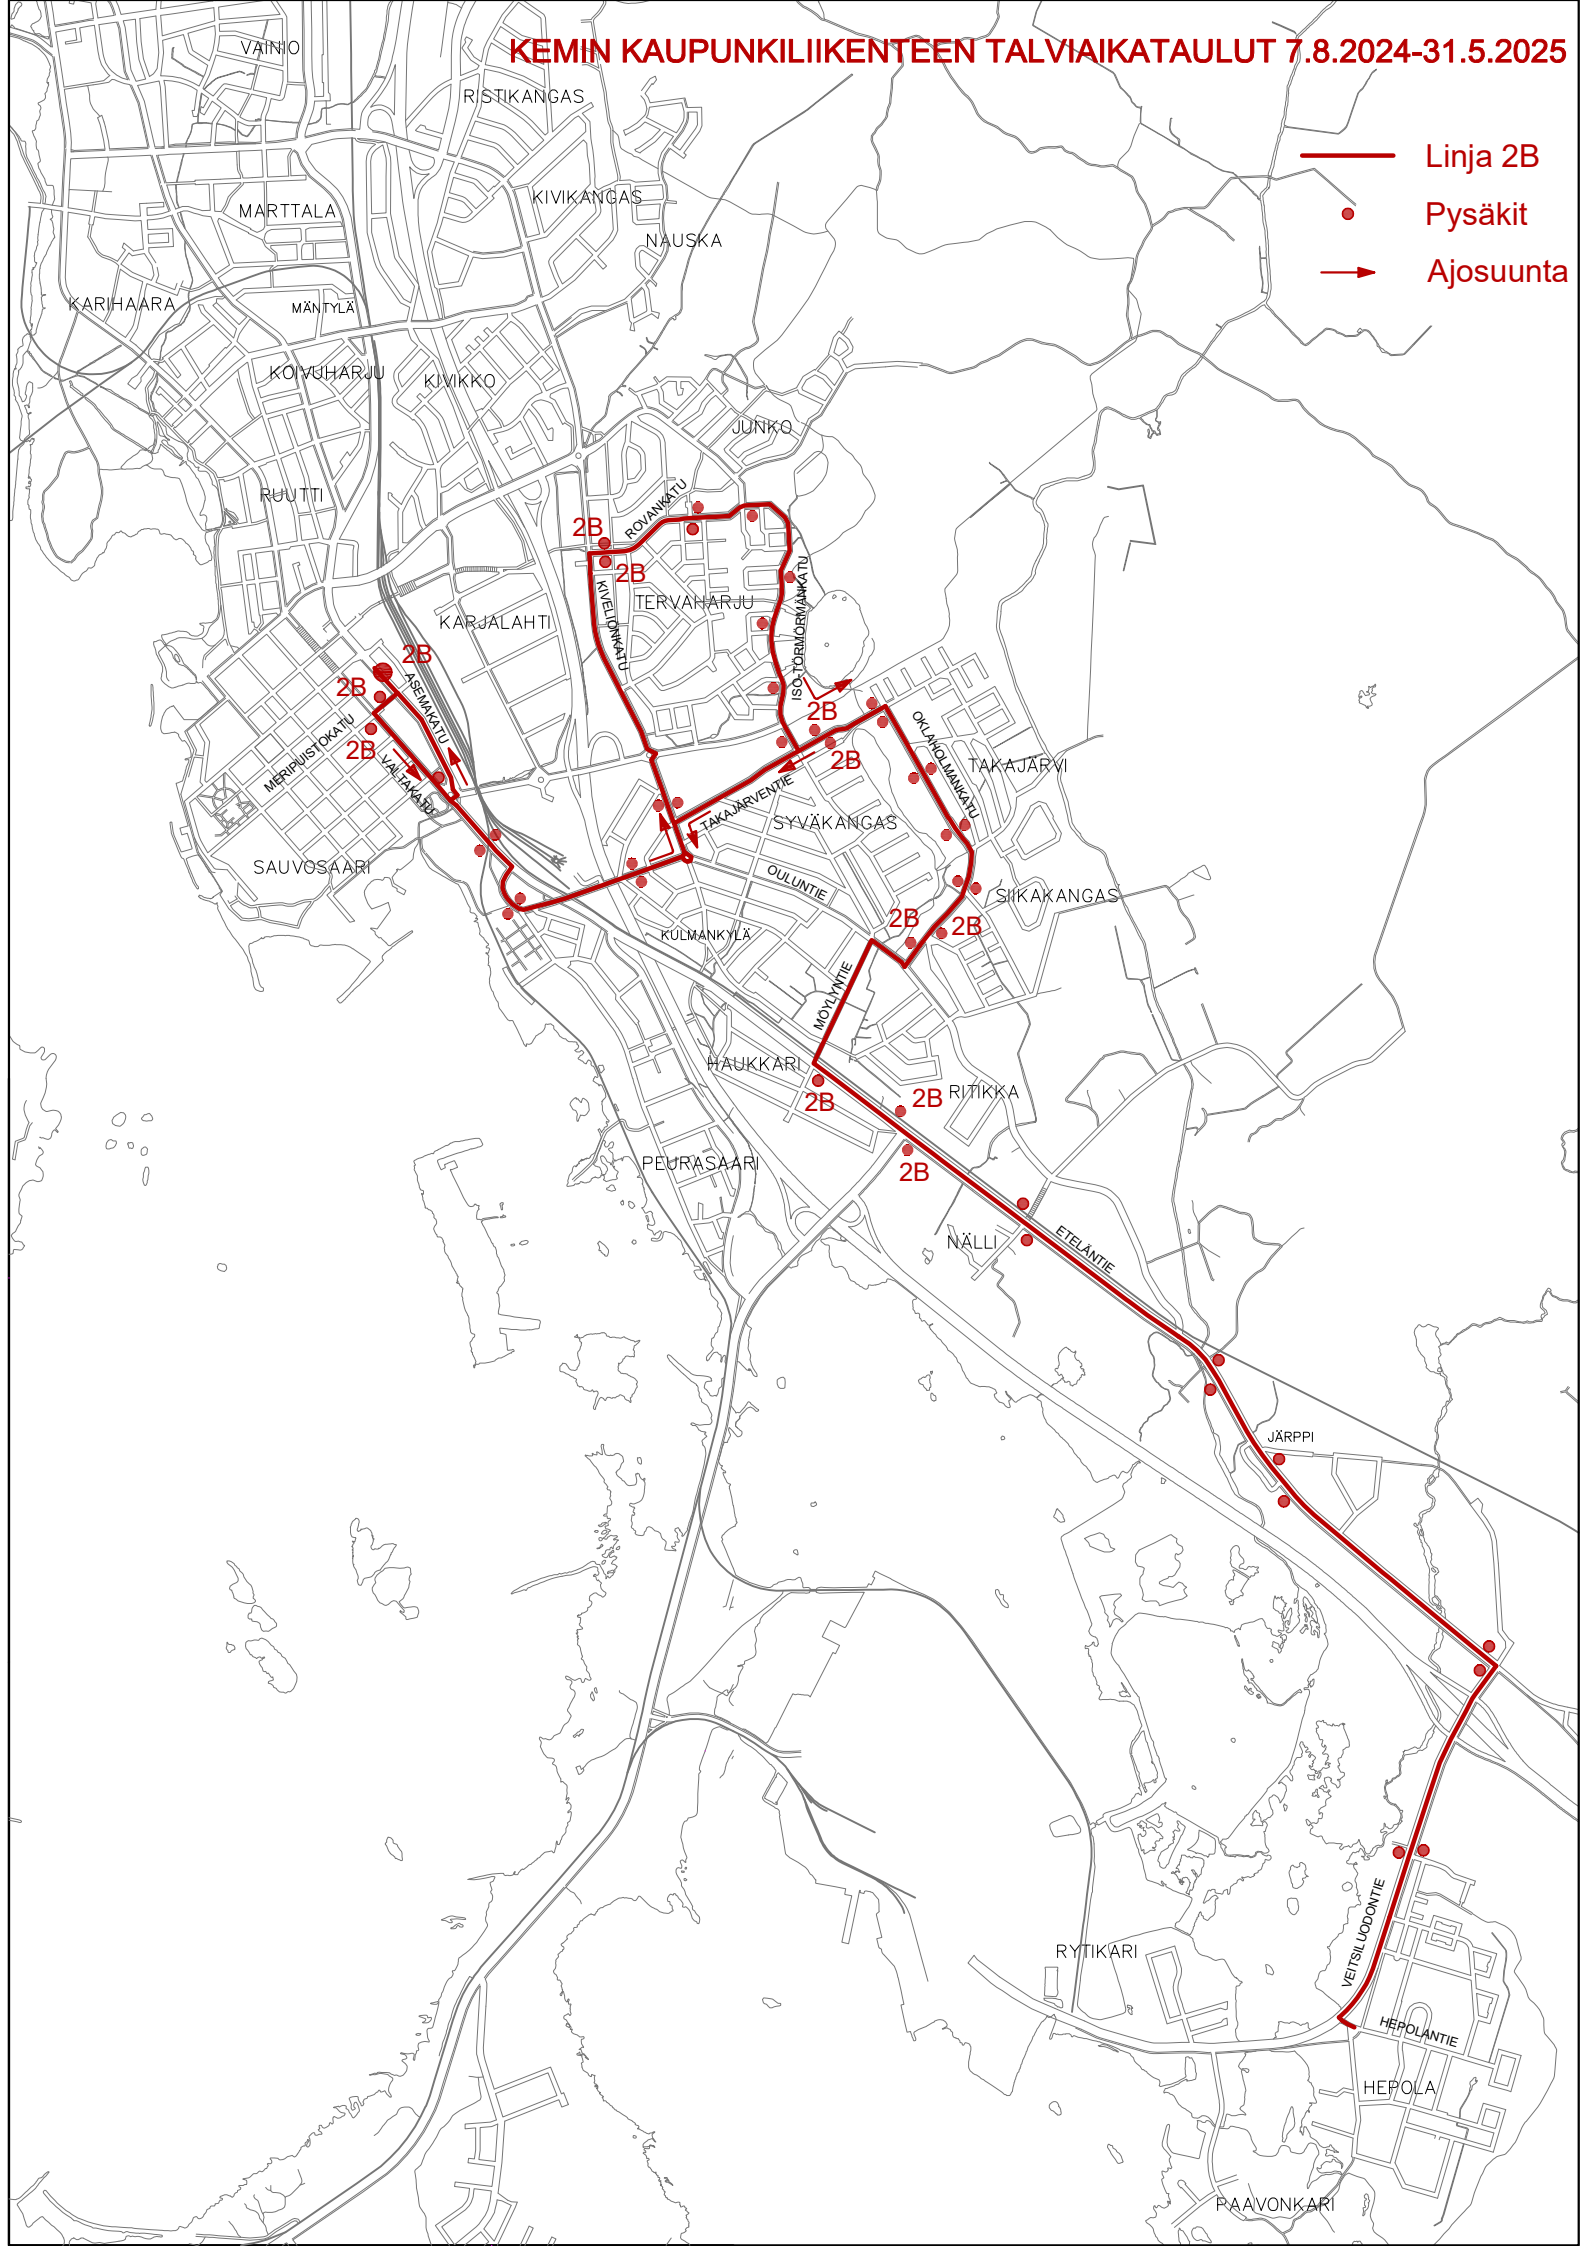 KEMIN KAUPUNKILIIKENTEEN TALVIAIKATAULUT 7.8.2024-31.5.2025
VAINIO
RISTIKANGAS
Linja 2B
KIVIKANGAS
MARTTALA
Pysäkit
NAUSKA
Ajosuunta
KARIHAARA
MÄNTYLÄ
KOIVUHARJU
KIVIKKO
JUNKO
RUUTTI
ROVANKATU
2B
2B
KIVELIÖNKATU
TERVAHARJU
ISO-TÖRMÖRMÄNKATU
KARJALAHTI
2B
2B
ASEMAKATU
2B
2B
MERIPUISTOKATU
VALTAKATU
OKLAHOLMANKATU
2B
TAKAJÄRVI
TAKAJÄRVENTIE
SYVÄKANGAS
SAUVOSAARI
OULUNTIE
SIIKAKANGAS
2B
2B
KULMANKYLÄ
MÖYLYNTIE
HAUKKARI
RITIKKA
2B
2B
PEURASAARI
2B
NÄLLI
ETELÄNTIE
JÄRPPI
VEITSILUODONTIE
RYTIKARI
HEPOLANTIE
HEPOLA
PAAVONKARI